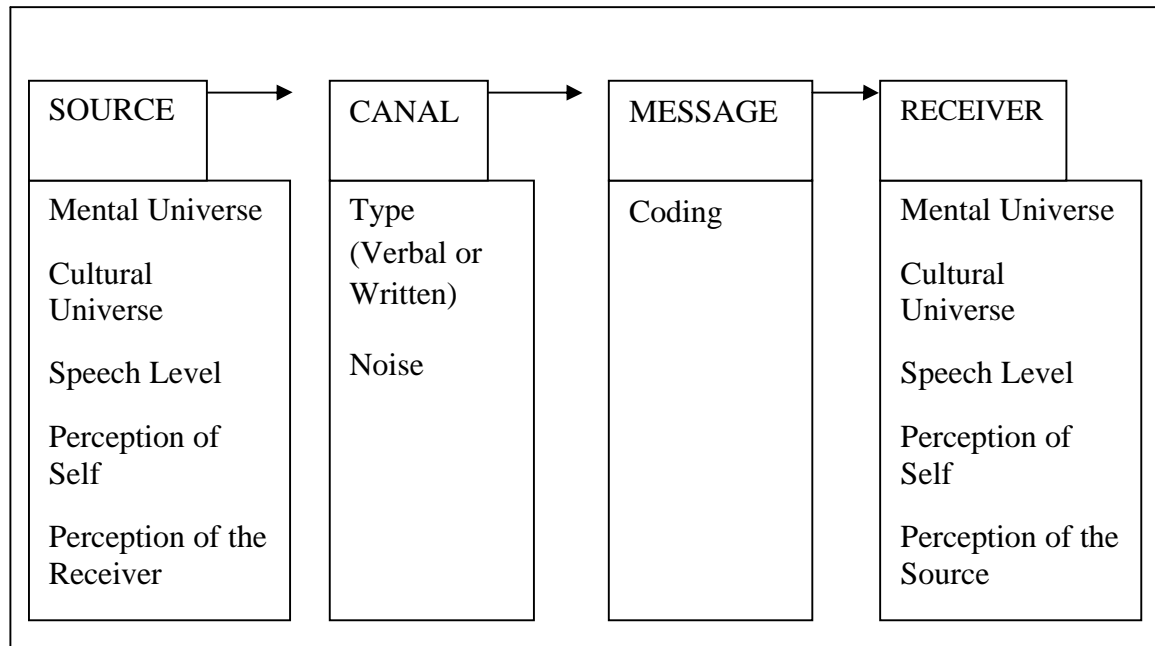 SOURCE
Mental Universe
Cultural
Universe
Speech Level
Perception of
Self
Perception of the
Receiver
CANAL
Type
(Verbal or
Written)
Noise
MESSAGE
Coding
RECEIVER
Mental Universe
Cultural
Universe
Speech Level
Perception of
Self
Perception of the
Source